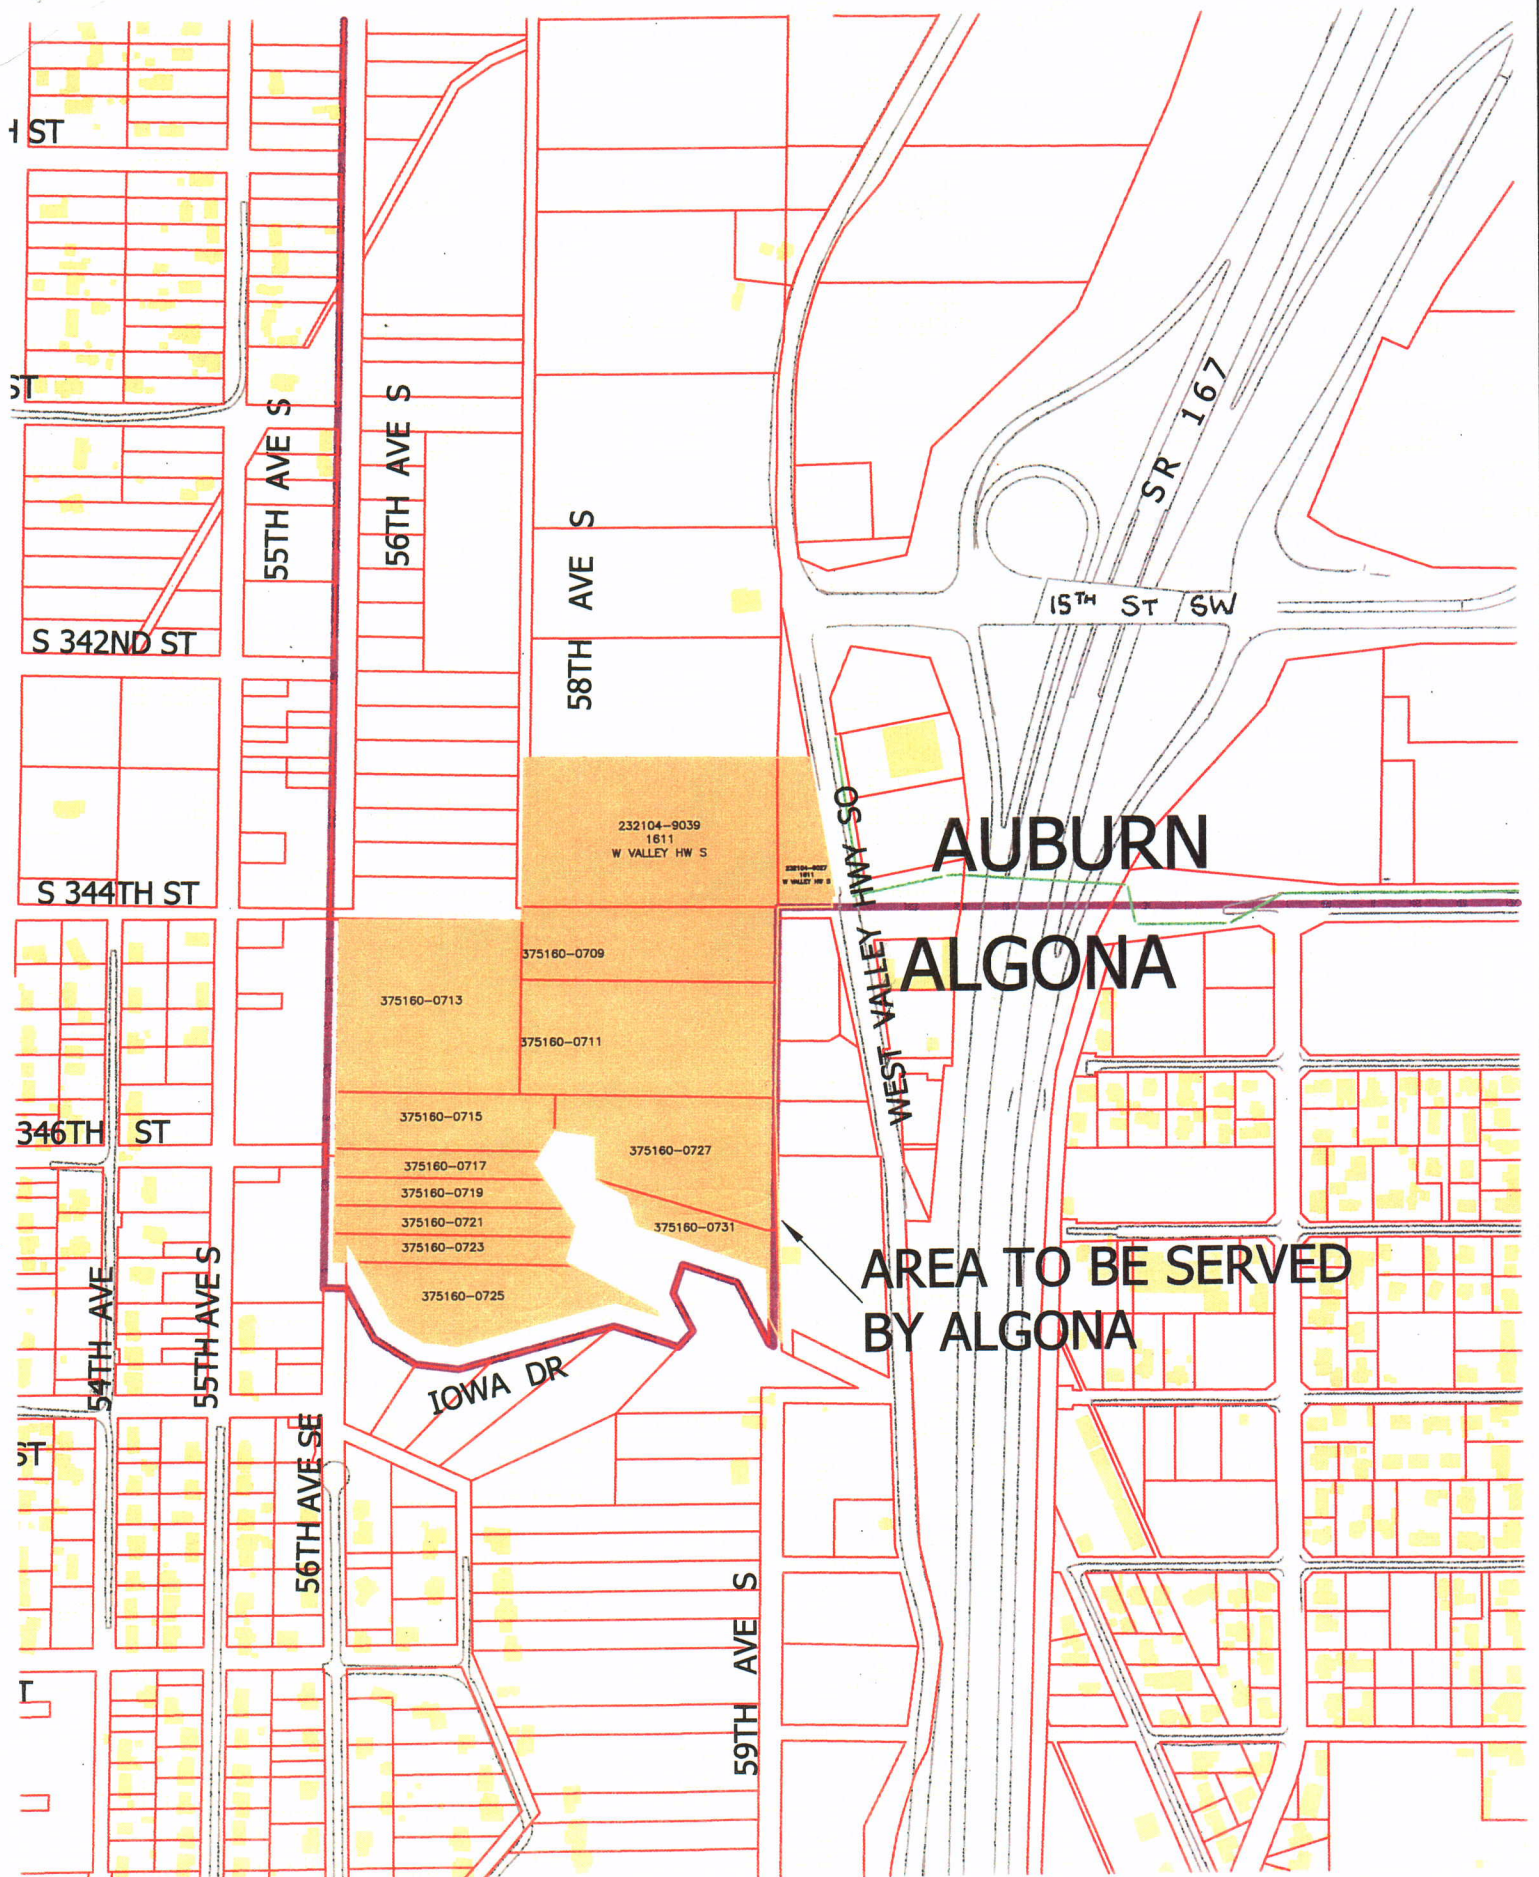 H ST
ST
55TH AVE S
56TH AVE S
58TH AVE S
SR 167
15TH ST SW
S 342ND ST
232104-9039
1611
W VALLEY HW S
1611
W VALLEY HW S
WEST VALLEY HWY SO
AUBURN
S 344TH ST
ALGONA
375160-0709
375160-0713
375160-0711
375160-0715
346TH ST
375160-0727
375160-0717
375160-0719
375160-0721
375160-0731
375160-0723
375160-0725
AREA TO BE SERVED
BY ALGONA
54TH AVE
55TH AVE S
IOWA DR
56TH AVE SE
ST
59TH AVE S
T